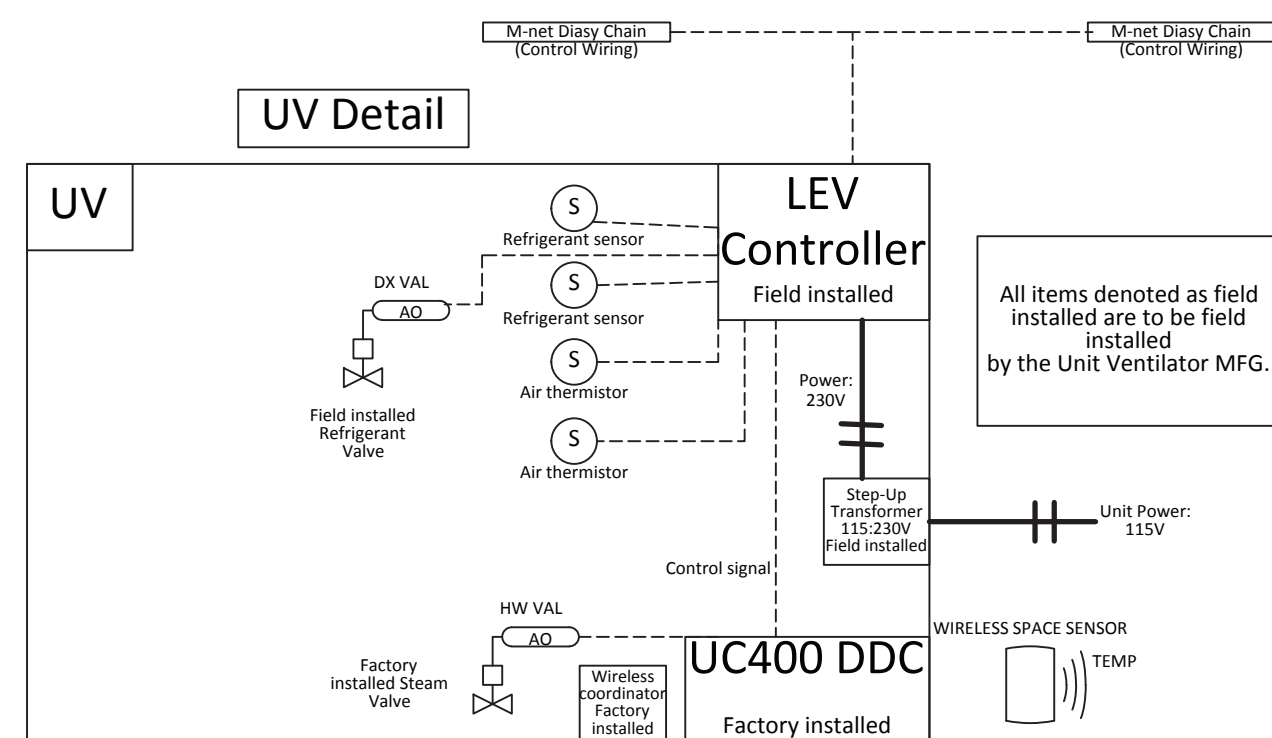 M-net Diasy Chain
(Control Wiring)
M-net Diasy Chain
(Control Wiring)
UV Detail
UV
LEV
Controller
Field installed
S
Refrigerant sensor
S
Refrigerant sensor
S
Air thermistor
S
Air thermistor
DX VAL
AO
Field installed
Refrigerant
Valve
All items denoted as field
installed are to be field
installed
by the Unit Ventilator MFG.
Power:
230V
Step-Up
Transformer
115:230V
Field installed
Unit Power:
115V
Control signal
HW VAL
AO
Factory
installed Steam
Valve
Wireless
coordinator
Factory
installed
UC400 DDC
Factory installed
WIRELESS SPACE SENSOR
TEMP